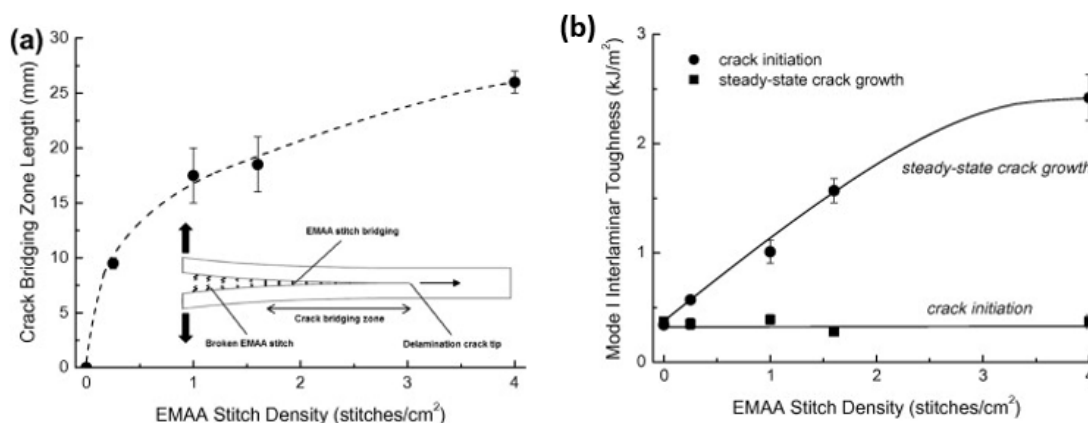 (a)
30
25
20
15
10
5
0
Crack Bridging Zone Length (mm)
EMAA stitch bridging
Crack bridging zone
Broken EMAA stitch
Delamination crack tip
0 1 2 3 4
EMAA Stitch Density (stitches/cm²)
(b)
3
2
1
0
Mode I Interlaminar Toughness (kJ/m²)
crack initiation
steady-state crack growth
steady-state crack growth
crack initiation
0 1 2 3 4
EMAA Stitch Density (stitches/cm²)